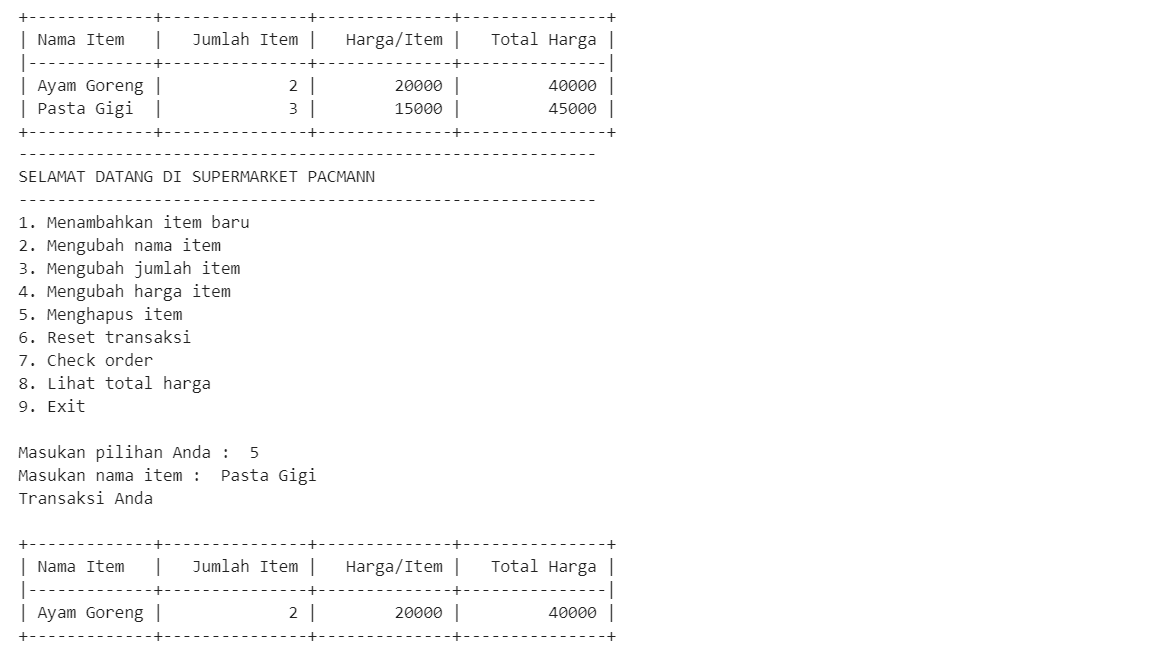 +-------------+---------------+--------------+---------------+
| Nama Item   |   Jumlah Item |   Harga/Item |   Total Harga |
|-------------+---------------+--------------+---------------|
| Ayam Goreng |             2 |        20000 |         40000 |
| Pasta Gigi  |             3 |        15000 |         45000 |
+-------------+---------------+--------------+---------------+
------------------------------------------------------------
SELAMAT DATANG DI SUPERMARKET PACMANN
------------------------------------------------------------
1. Menambahkan item baru
2. Mengubah nama item
3. Mengubah jumlah item
4. Mengubah harga item
5. Menghapus item
6. Reset transaksi
7. Check order
8. Lihat total harga
9. Exit
Masukan pilihan Anda :  5
Masukan nama item :  Pasta Gigi
Transaksi Anda
+-------------+---------------+--------------+---------------+
| Nama Item   |   Jumlah Item |   Harga/Item |   Total Harga |
|-------------+---------------+--------------+---------------|
| Ayam Goreng |             2 |        20000 |         40000 |
+-------------+---------------+--------------+---------------+